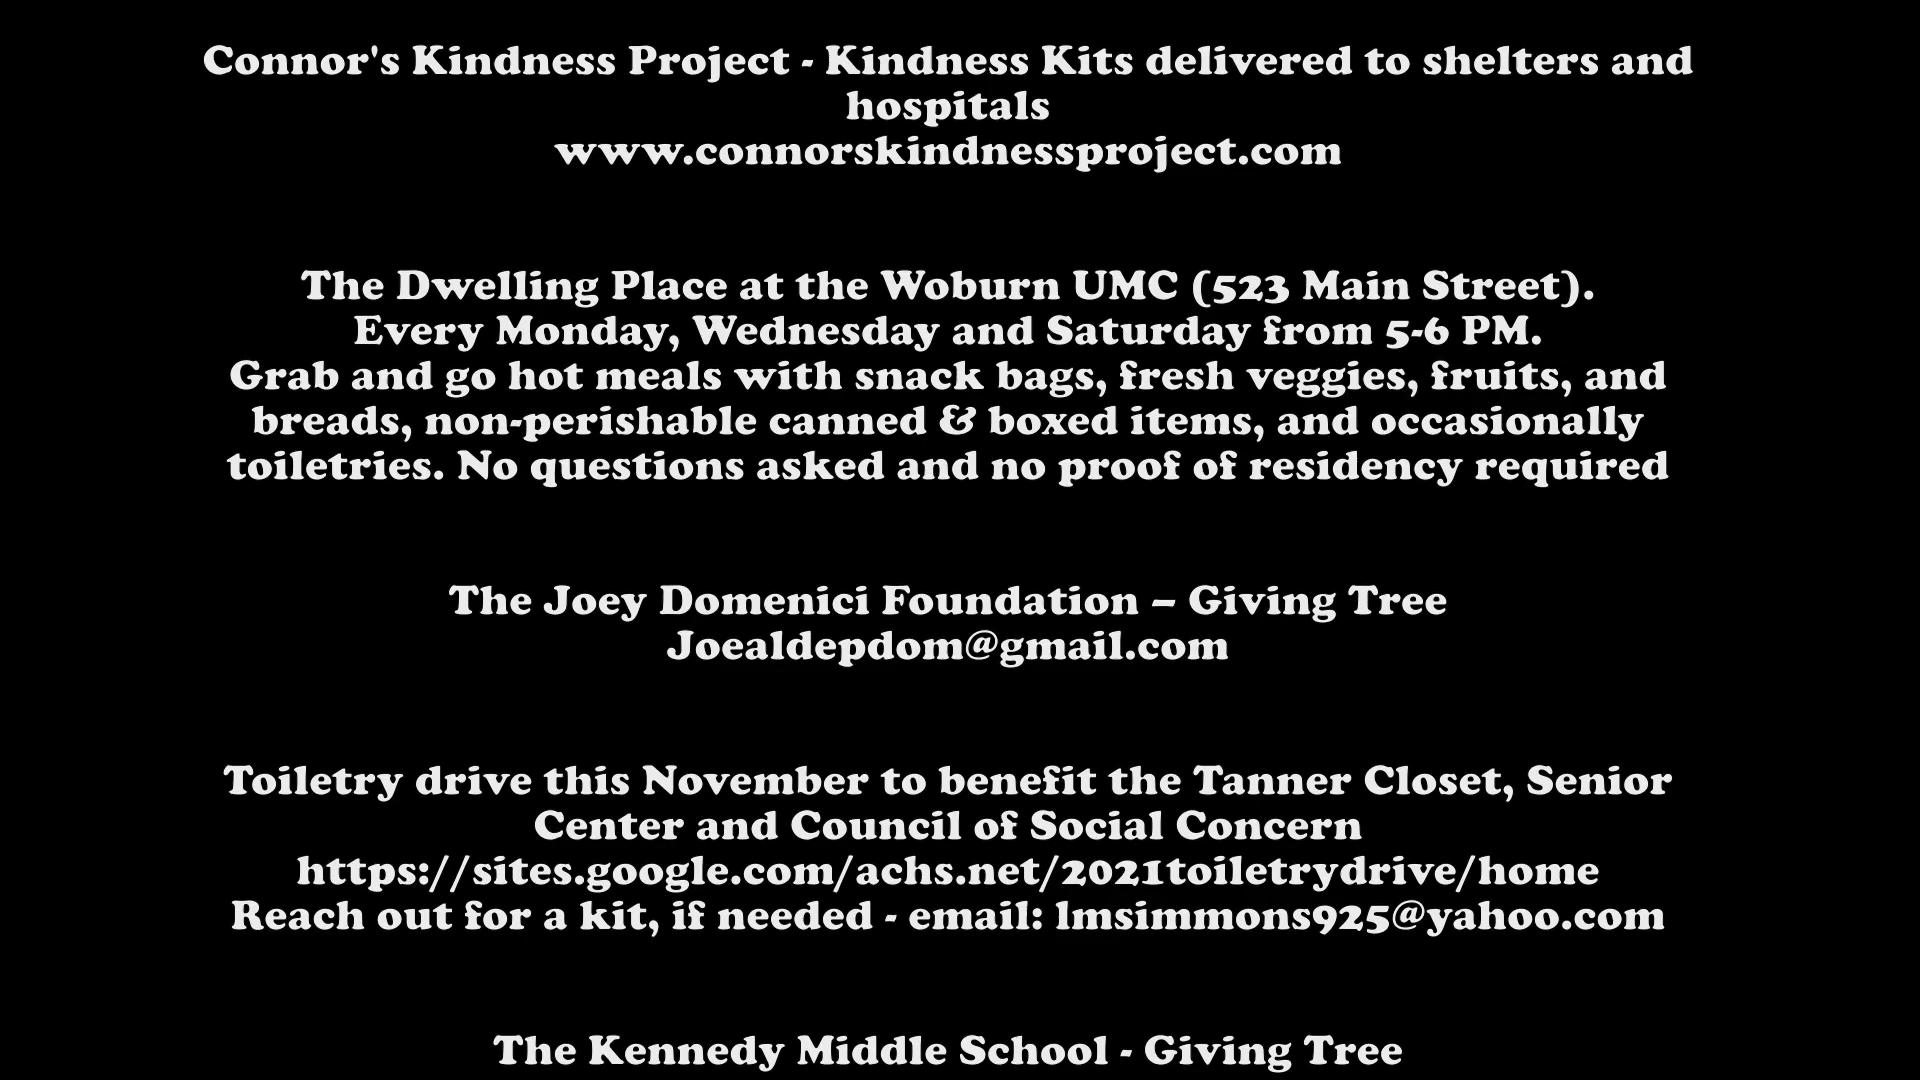 Connor's Kindness Project - Kindness Kits delivered to shelters and
hospitals
www.connorskindnessproject.com
The Dwelling Place at the Woburn UMC (523 Main Street).
Every Monday, Wednesday and Saturday from 5-6 PM.
Grab and go hot meals with snack bags, fresh veggies, fruits, and
breads, non-perishable canned & boxed items, and occasionally
toiletries. No questions asked and no proof of residency required
The Joey Domenici Foundation – Giving Tree
Joealdepdom@gmail.com
Toiletry drive this November to benefit the Tanner Closet, Senior
Center and Council of Social Concern
https://sites.google.com/achs.net/2021toiletrydrive/home
Reach out for a kit, if needed - email: lmsimmons925@yahoo.com
The Kennedy Middle School - Giving Tree